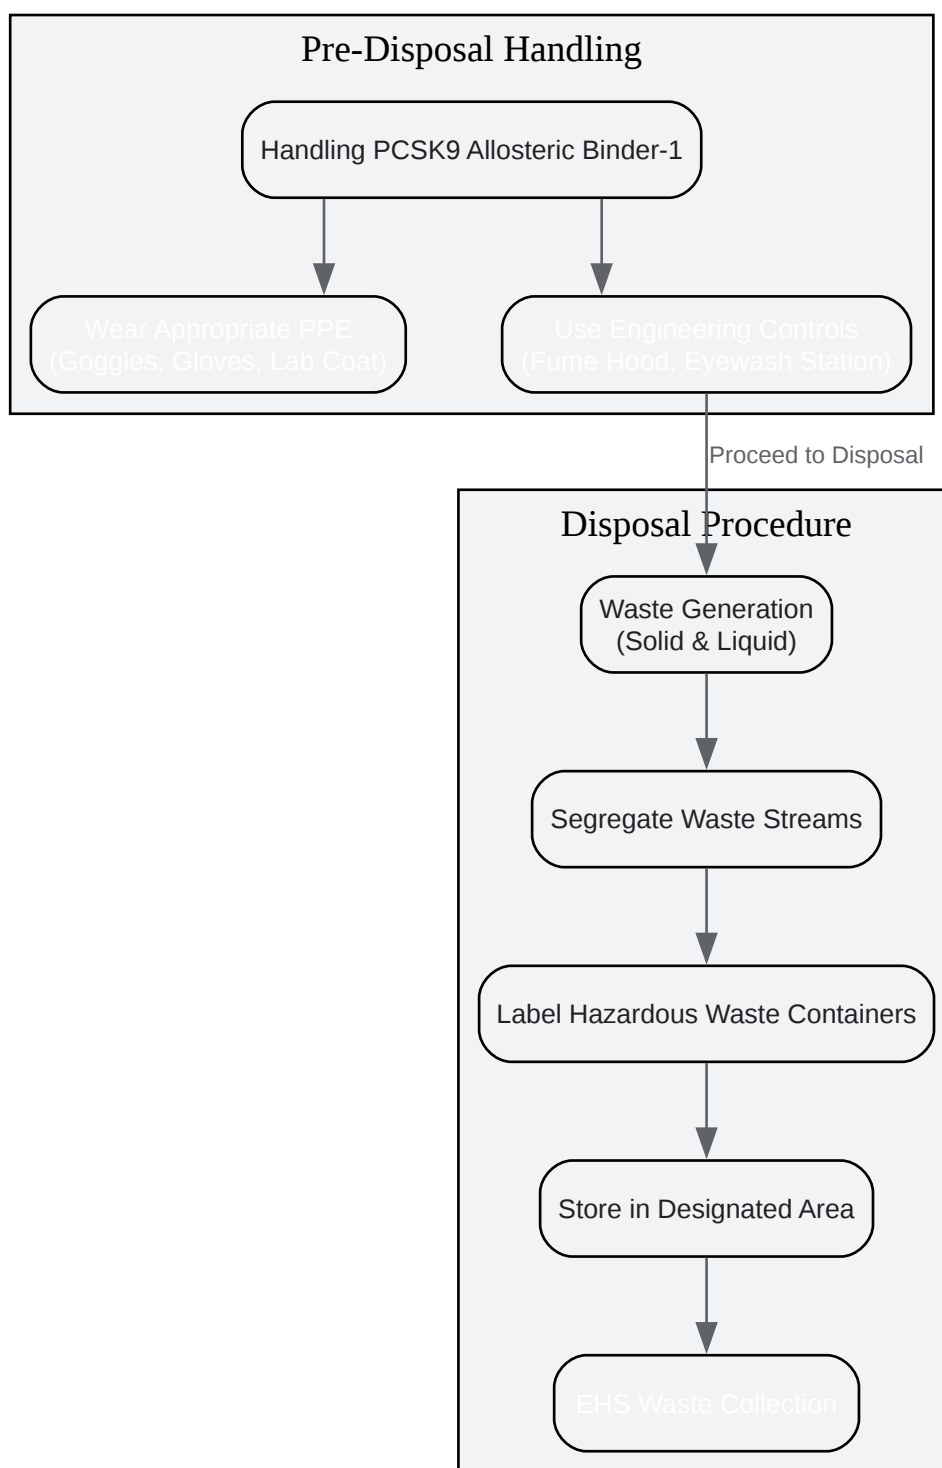 Pre-Disposal Handling
Handling PCSK9 Allosteric Binder-1
Wear Appropriate PPE
(Goggles, Gloves, Lab Coat)
Use Engineering Controls
(Fume Hood, Eyewash Station)
Proceed to Disposal
Disposal Procedure
Waste Generation
(Solid & Liquid)
Segregate Waste Streams
Label Hazardous Waste Containers
Store in Designated Area
EHS Waste Collection